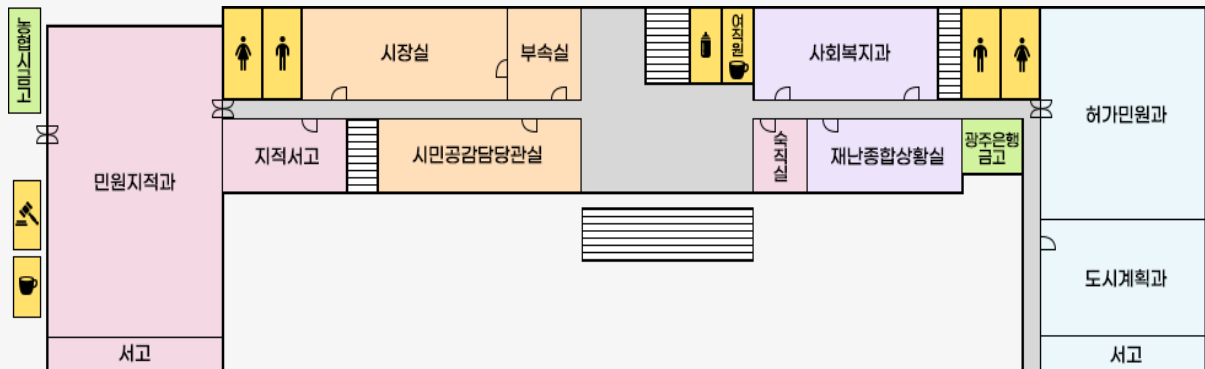 농협시금고
시장실
부속실
여직원
사회복지과
허가민원과
민원지적과
지적서고
시민공감담당관실
숙직실
재난종합상황실
광주은행
금고
도시계획과
서고
서고